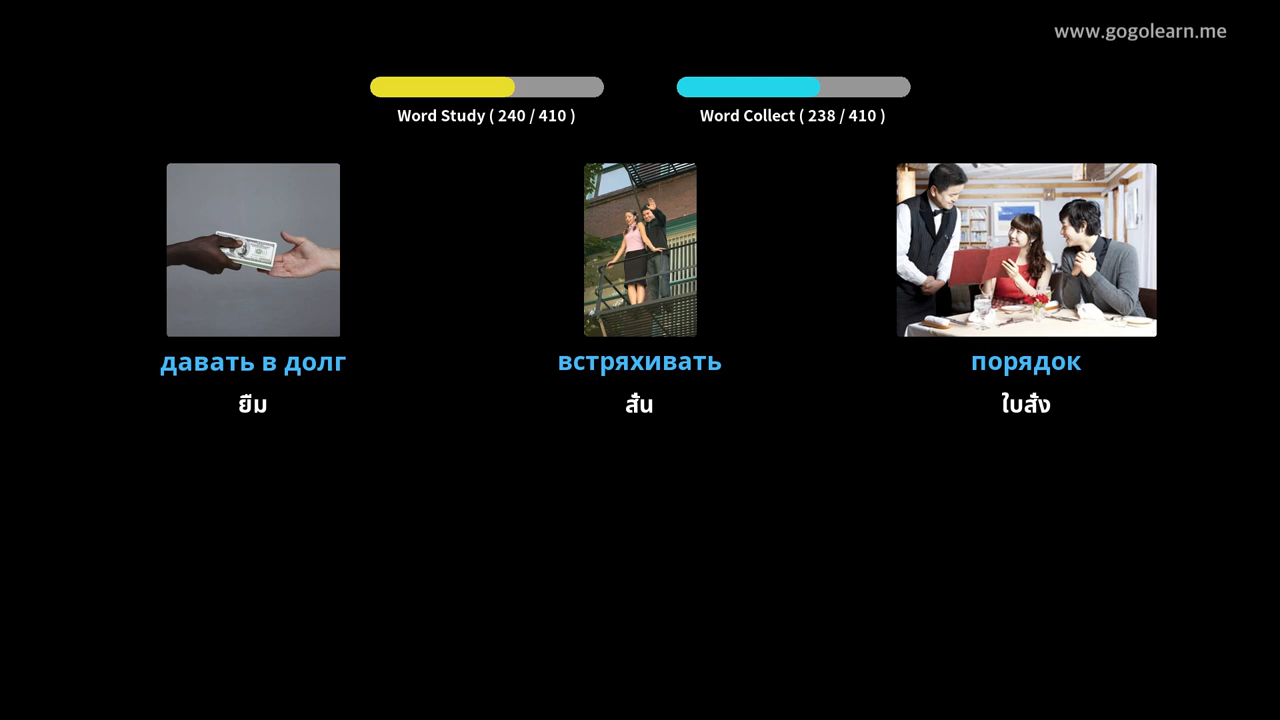 www.gogolearn.me
Word Study ( 240 / 410 )
Word Collect ( 238 / 410 )
давать в долг
встряхивать
порядок
ยืม
สั่น
ใบสั่ง